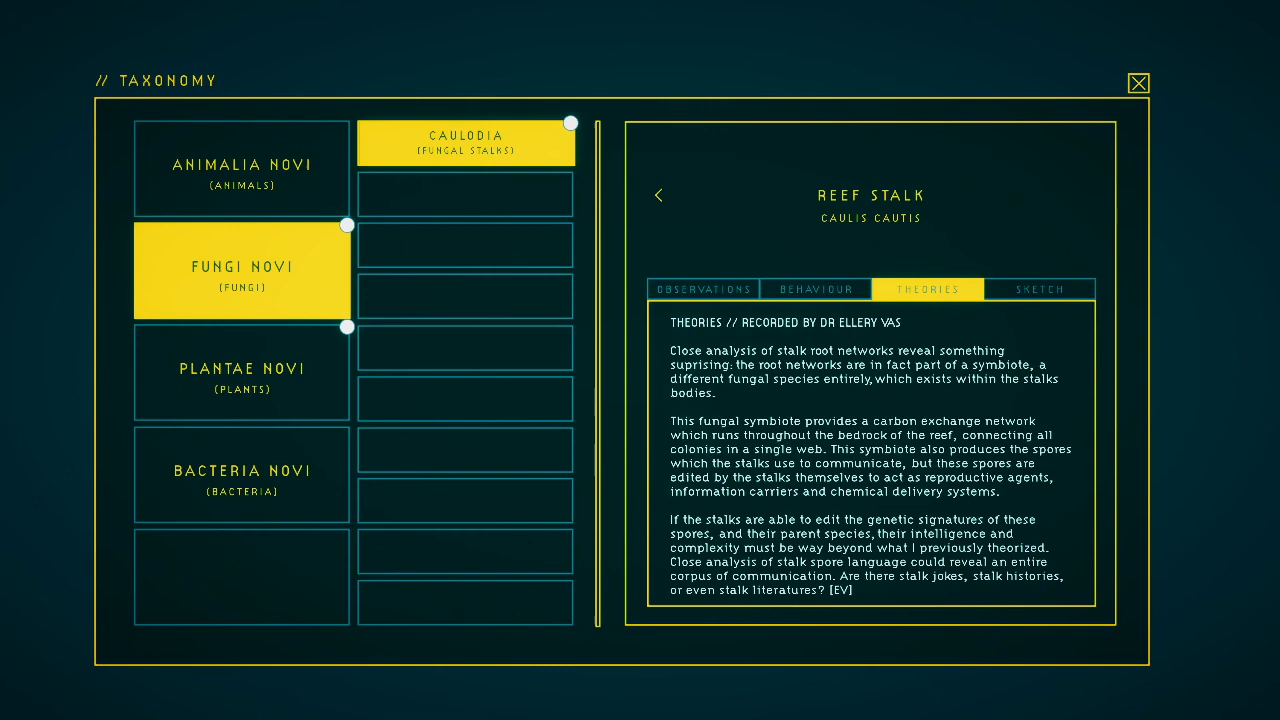 // TAXONOMY
ANIMALIA NOVI
(ANIMALS)
FUNGI NOVI
(FUNGI)
PLANTAE NOVI
(PLANTS)
BACTERIA NOVI
(BACTERIA)
CAULODIA
(FUNGAL STALKS)
REEF STALK
CAULIS CAUTIS
OBSERVATIONS BEHAVIOUR THEORIES SKETCH
THEORIES // RECORDED BY DR ELLERY VAS
Close analysis of stalk root networks reveal something
suprising: the root networks are in fact part of a symbiote, a
different fungal species entirely, which exists within the stalks
bodies.
This fungal symbiote provides a carbon exchange network
which runs throughout the bedrock of the reef, connecting all
colonies in a single web. This symbiote also produces the spores
which the stalks use to communicate, but these spores are
edited by the stalks themselves to act as reproductive agents,
information carriers and chemical delivery systems.
If the stalks are able to edit the genetic signatures of these
spores, and their parent species, their intelligence and
complexity must be way beyond what I previously theorized.
Close analysis of stalk spore language could reveal an entire
corpus of communication. Are there stalk jokes, stalk histories,
or even stalk literatures? [EV]